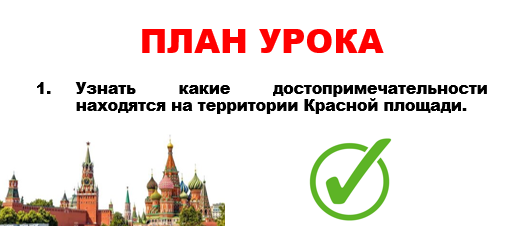 ПЛАН УРОКА
1. Узнать какие достопримечательности
находятся на территории Красной площади.